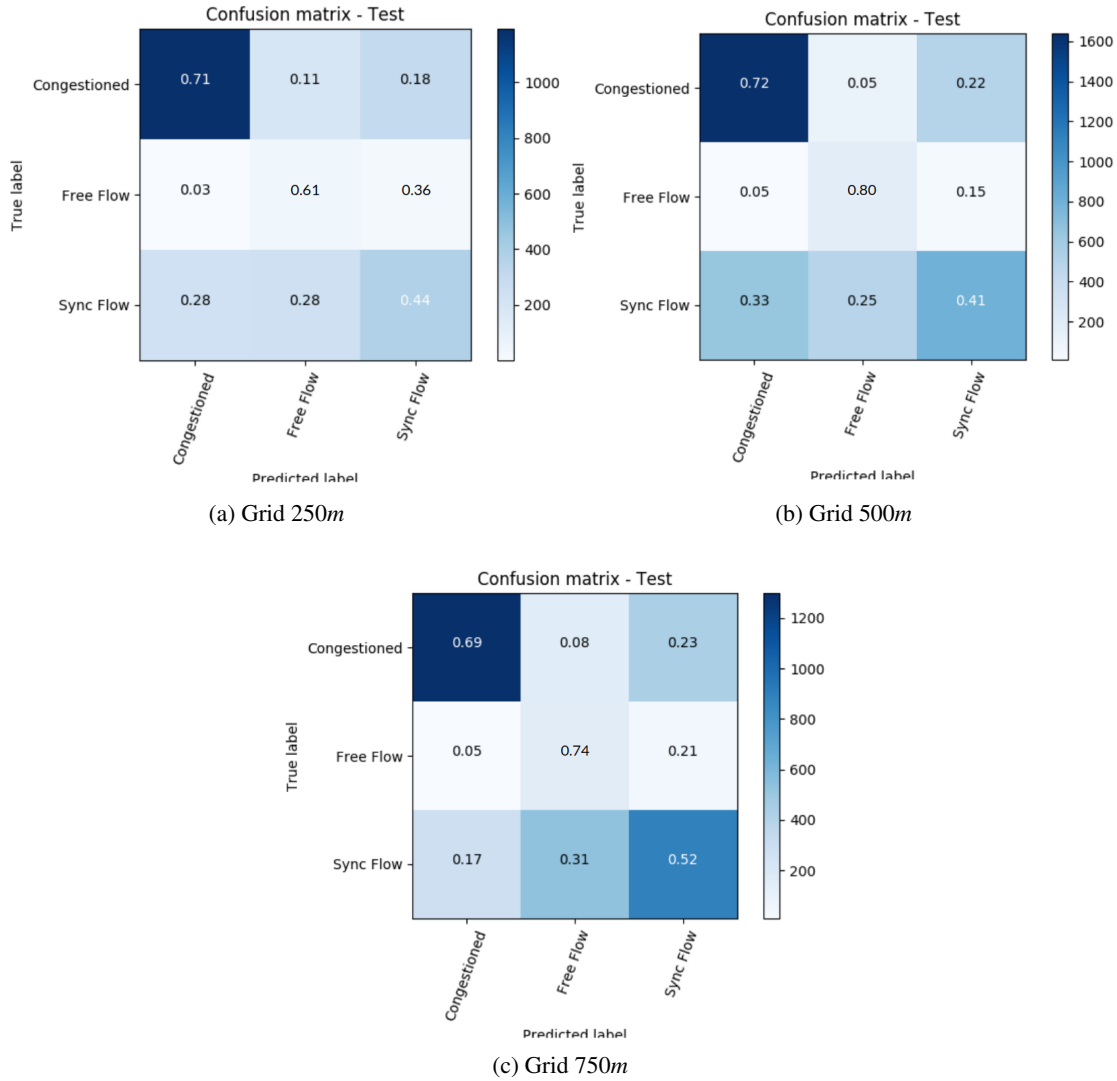 Confusion matrix - Test
Congestioned 0.71 0.11 0.18
Free Flow 0.03 0.61 0.36
Sync Flow 0.28 0.28 0.44
True label
Congestioned Free Flow Sync Flow
Predicted label
1000
800
600
400
200
(a) Grid 250m
Confusion matrix - Test
Congestioned 0.72 0.05 0.22
Free Flow 0.05 0.80 0.15
Sync Flow 0.33 0.25 0.41
True label
Congestioned Free Flow Sync Flow
Predicted label
1600
1400
1200
1000
800
600
400
200
(b) Grid 500m
Confusion matrix - Test
Congestioned 0.69 0.08 0.23
Free Flow 0.05 0.74 0.21
Sync Flow 0.17 0.31 0.52
True label
Congestioned Free Flow Sync Flow
Predicted label
1200
1000
800
600
400
200
(c) Grid 750m